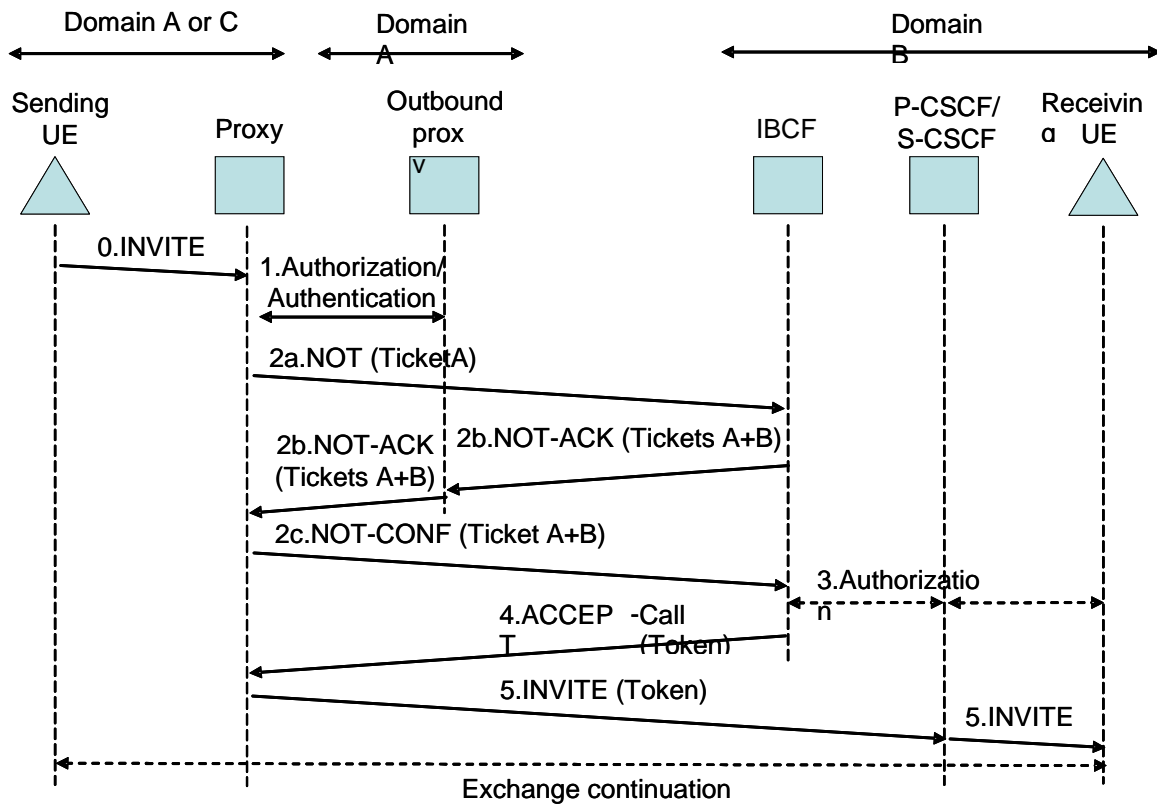 Domain A or C
Domain
A
Domain
B
Sending
UE
Proxy
Outbound
prox
y
IBCF
P-CSCF/
S-CSCF
Receivin
g UE
0.INVITE
1.Authorization/
Authentication
2a.NOT (TicketA)
2b.NOT-ACK
(Tickets A+B)
2b.NOT-ACK (Tickets A+B)
2c.NOT-CONF (Ticket A+B)
3.Authorizatio
n
4.ACCEP -Call
T (Token)
5.INVITE (Token)
5.INVITE
Exchange continuation